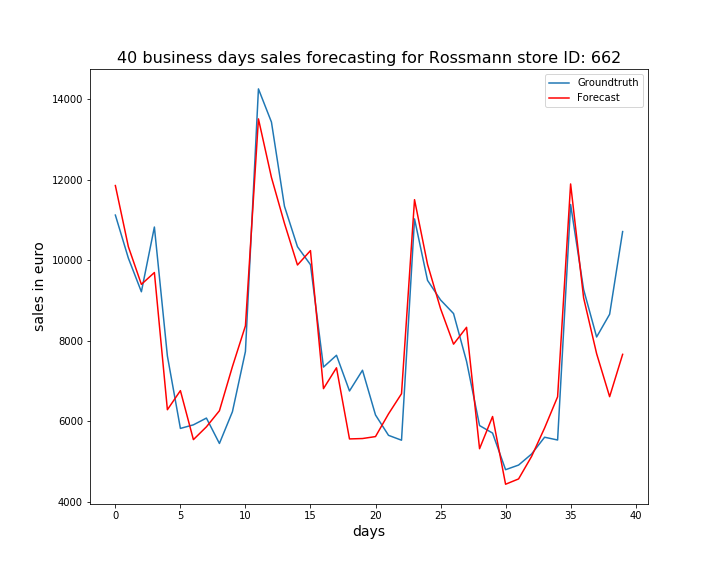 40 business days sales forecasting for Rossmann store ID: 662
Groundtruth
Forecast
sales in euro
14000
12000
10000
8000
6000
4000
0 5 10 15 20 25 30 35 40
days